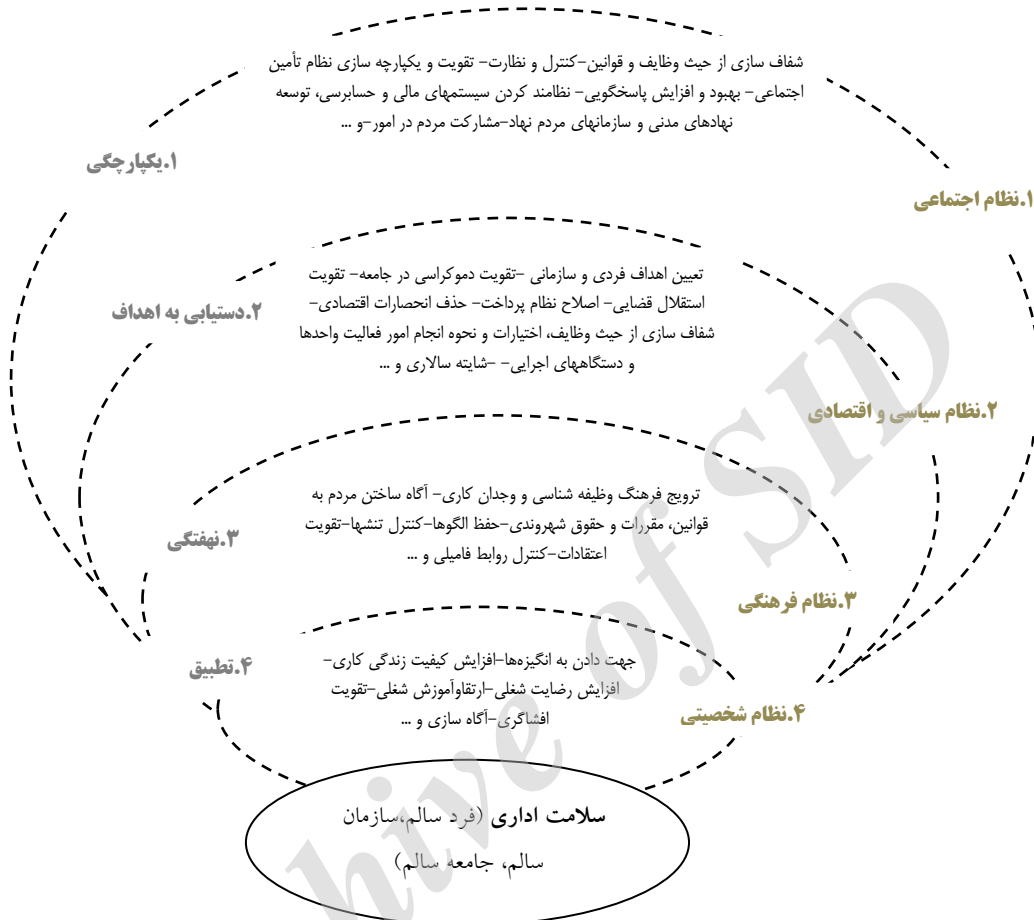 شفاف سازی از حیث وظایف و قوانین-کنترل و نظارت- تقویت و یکپارچه سازی نظام تأمین
اجتماعی- بهبود و افزایش پاسخگویی- نظامند کردن سیستمهای مالی و حسابرسی، توسعه
نهادهای مدنی و سازمانهای مردم نهاد-مشارکت مردم در امور-و ...
۱.یکپارچگی
۱.نظام اجتماعی
تعیین اهداف فردی و سازمانی -تقویت دموکراسی در جامعه- تقویت
استقلال قضایی- اصلاح نظام پرداخت- حذف انحصارات اقتصادی-
شفاف سازی از حیث وظایف، اختیارات و نحوه انجام امور فعالیت واحدها
و دستگاههای اجرایی- -شایته سالاری و ...
۲.دستیابی به اهداف
۲.نظام سیاسی و اقتصادی
ترویج فرهنگ وظیفه شناسی و وجدان کاری- آگاه ساختن مردم به
قوانین، مقررات و حقوق شهروندی-حفظ الگوها-کنترل تنشها-تقویت
اعتقادات-کنترل روابط فامیلی و ...
۳.نهفتگی
۳.نظام فرهنگی
جهت دادن به انگیزه‌ها-افزایش کیفیت زندگی کاری-
افزایش رضایت شغلی-ارتقاوآموزش شغلی-تقویت
افشاگری-آگاه سازی و ...
۴.تطبیق
۴.نظام شخصیتی
سلامت اداری (فرد سالم،سازمان
سالم، جامعه سالم)
hive of SID